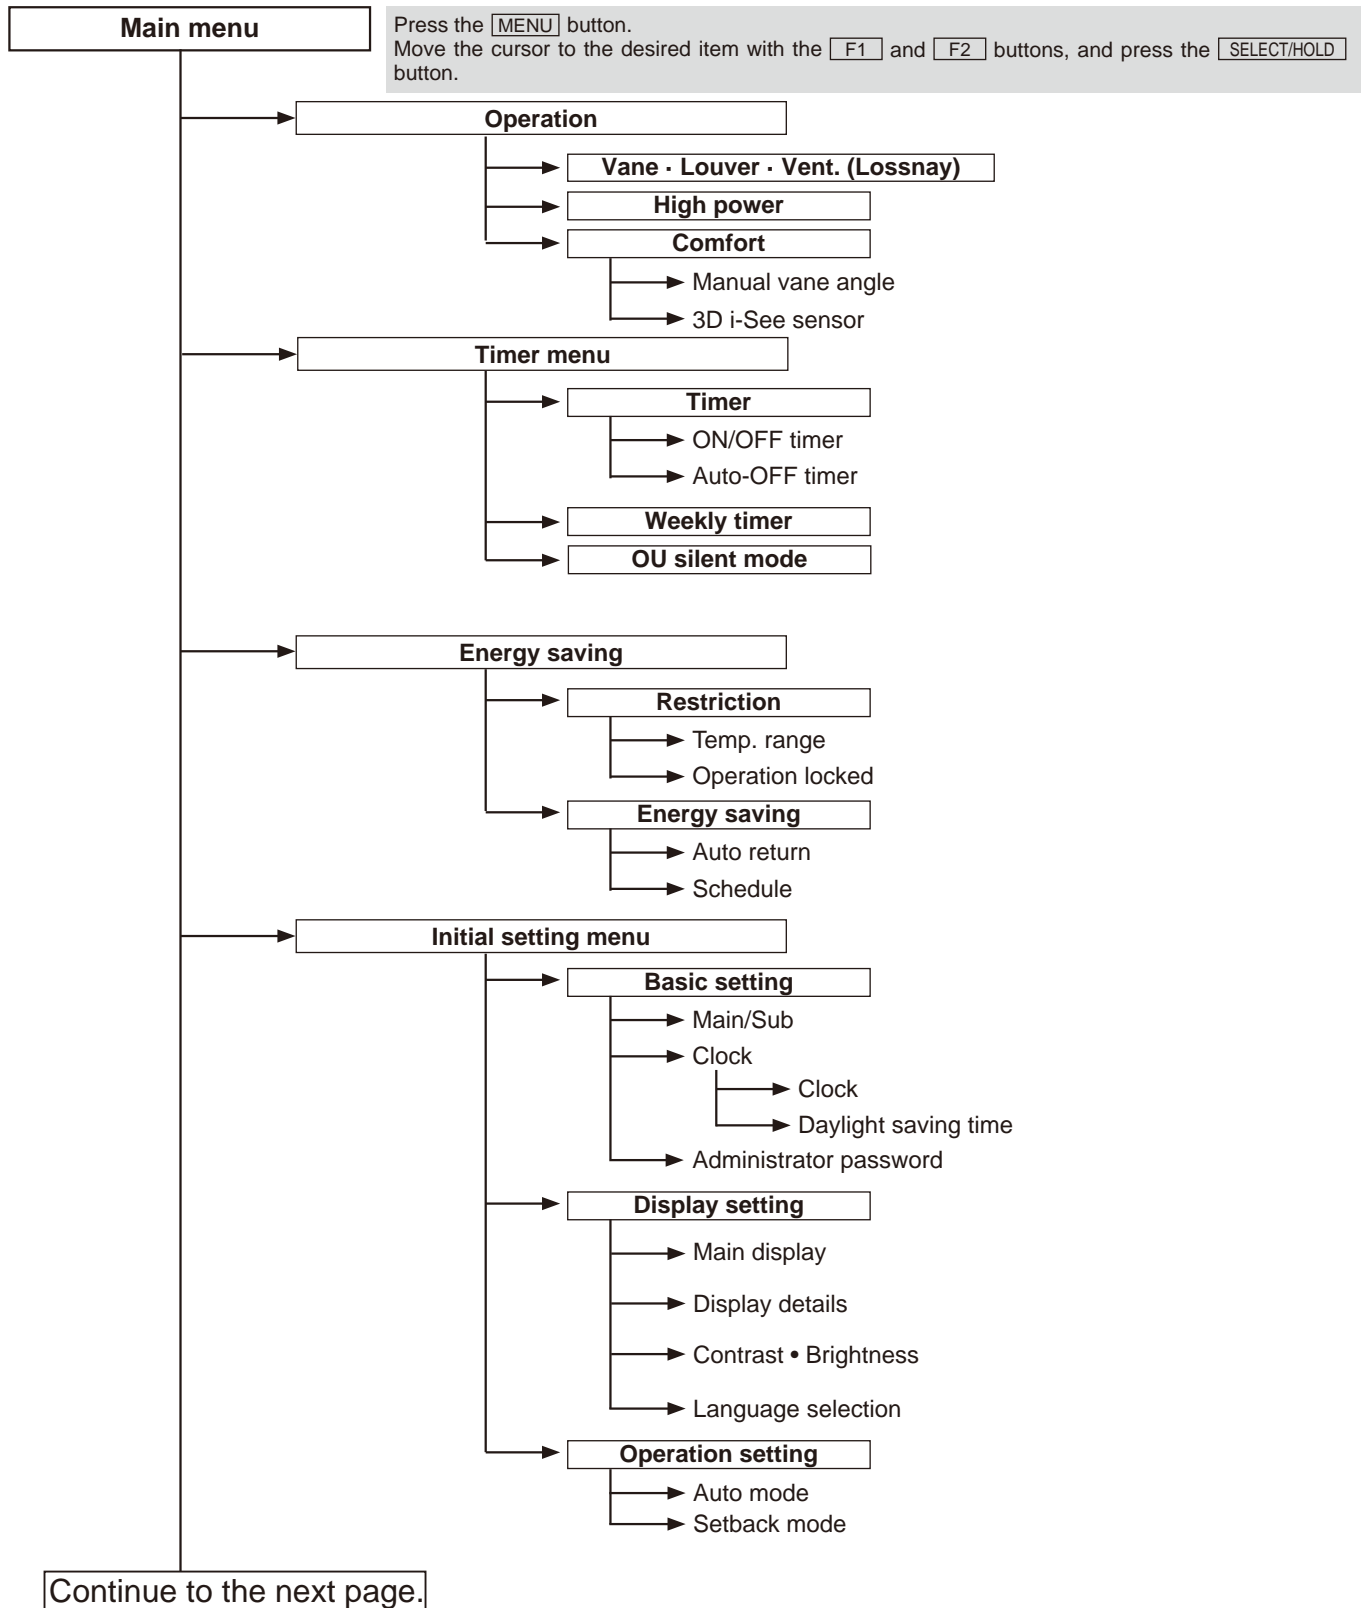 Main menu
Press the MENU button.
Move the cursor to the desired item with the F1 and F2 buttons, and press the SELECT/HOLD
button.
Operation
Vane · Louver · Vent. (Lossnay)
High power
Comfort
Manual vane angle
3D i-See sensor
Timer menu
Timer
ON/OFF timer
Auto-OFF timer
Weekly timer
OU silent mode
Energy saving
Restriction
Temp. range
Operation locked
Energy saving
Auto return
Schedule
Initial setting menu
Basic setting
Main/Sub
Clock
Clock
Daylight saving time
Administrator password
Display setting
Main display
Display details
Contrast • Brightness
Language selection
Operation setting
Auto mode
Setback mode
Continue to the next page.